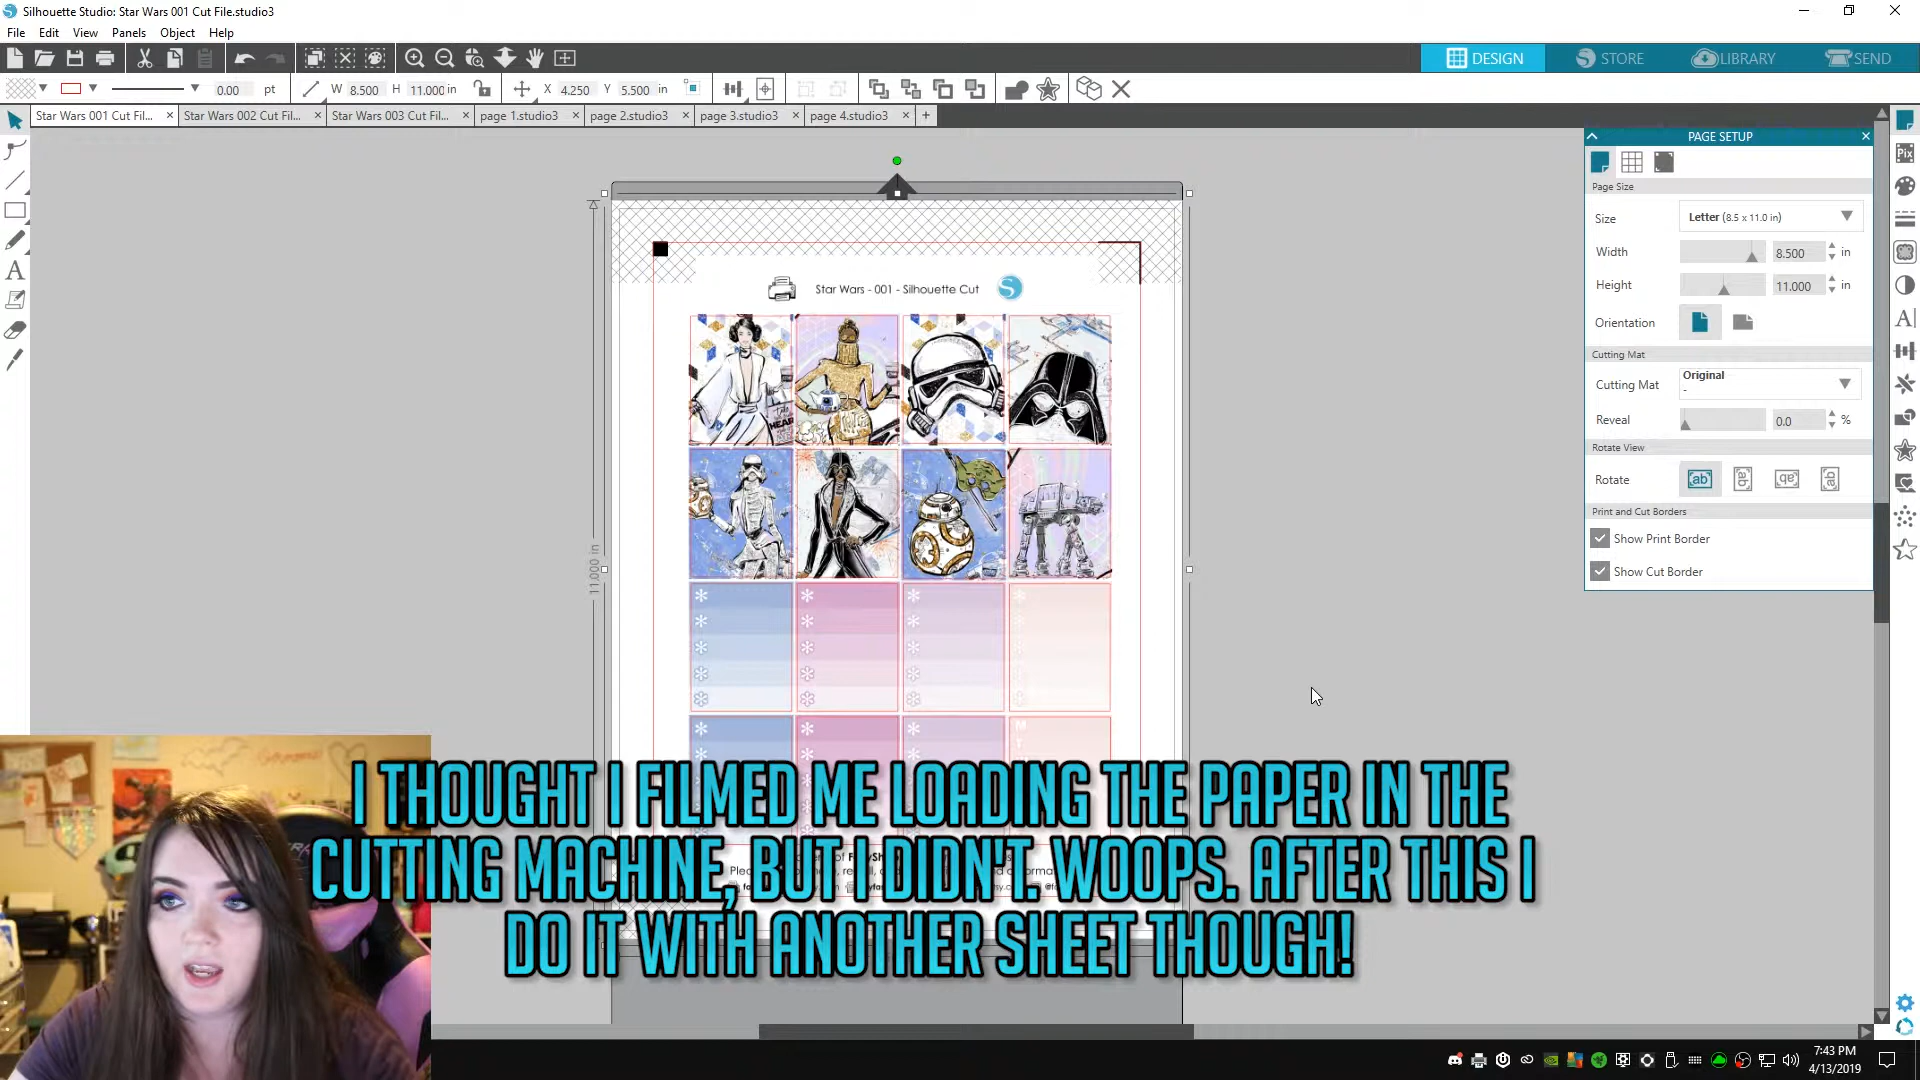 Silhouette Studio: Star Wars 001 Cut File.studio3
File Edit View Panels Object Help
DESIGN STORE LIBRARY SEND
0.00 pt W 8.500 H 11.000 in X 4.250 Y 5.500 in
Star Wars 001 Cut Fil... Star Wars 002 Cut Fil... Star Wars 003 Cut Fil... page 1.studio3 page 2.studio3 page 3.studio3 page 4.studio3
PAGE SETUP
Page Size
Size Letter (8.5 x 11.0 in)
Width 8.500 in
Height 11.000 in
Orientation
Cutting Mat
Cutting Mat Original
-
Reveal 0.0 %
Rotate View
Rotate
Print and Cut Borders
Show Print Border
Show Cut Border
Star Wars - 001 - Silhouette Cut
11.000 in
M
I THOUGHT I FILMED ME LOADING THE PAPER IN THE
CUTTING MACHINE, BUT I DIDN'T. WOOPS. AFTER THIS I
DO IT WITH ANOTHER SHEET THOUGH!
7:43 PM
4/13/2019